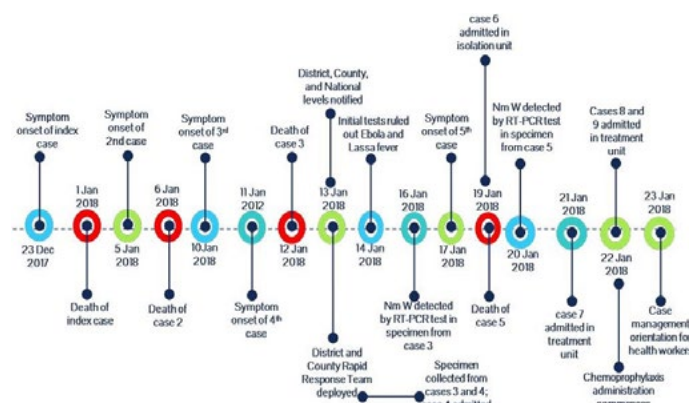 case 6
admitted in
isolation unit
District, County,
and National
levels notified
Symptom
onset of index
case
Symptom
onset of
2nd case
Symptom
onset of 3rd
case
Death of
case 3
Initial tests ruled
out Ebola and
Lassa fever
Symptom
onset of 5th
case
Nm W detected
by RT-PCR test
in specimen
from case 5
Cases 8 and
9 admitted
in treatment
unit
1 Jan
2018
6 Jan
2018
11 Jan
2012
13 Jan
2018
16 Jan
2018
19 Jan
2018
21 Jan
2018
23 Jan
2018
23 Dec
2017
5 Jan
2018
10 Jan
2018
12 Jan
2018
14 Jan
2018
17 Jan
2018
20 Jan
2018
22 Jan
2018
Death of
index case
Death of
case 2
Symptom
onset of 4th
case
District and
County Rapid
Response Team
deployed
Nm W detected
by RT-PCR test in
specimen from
case 3
Specimen
collected from
cases 3 and 4;
Death of
case 5
case 7
admitted in
treatment
unit
Chemoprophylaxis
administration
Case
management
orientation for
health workers